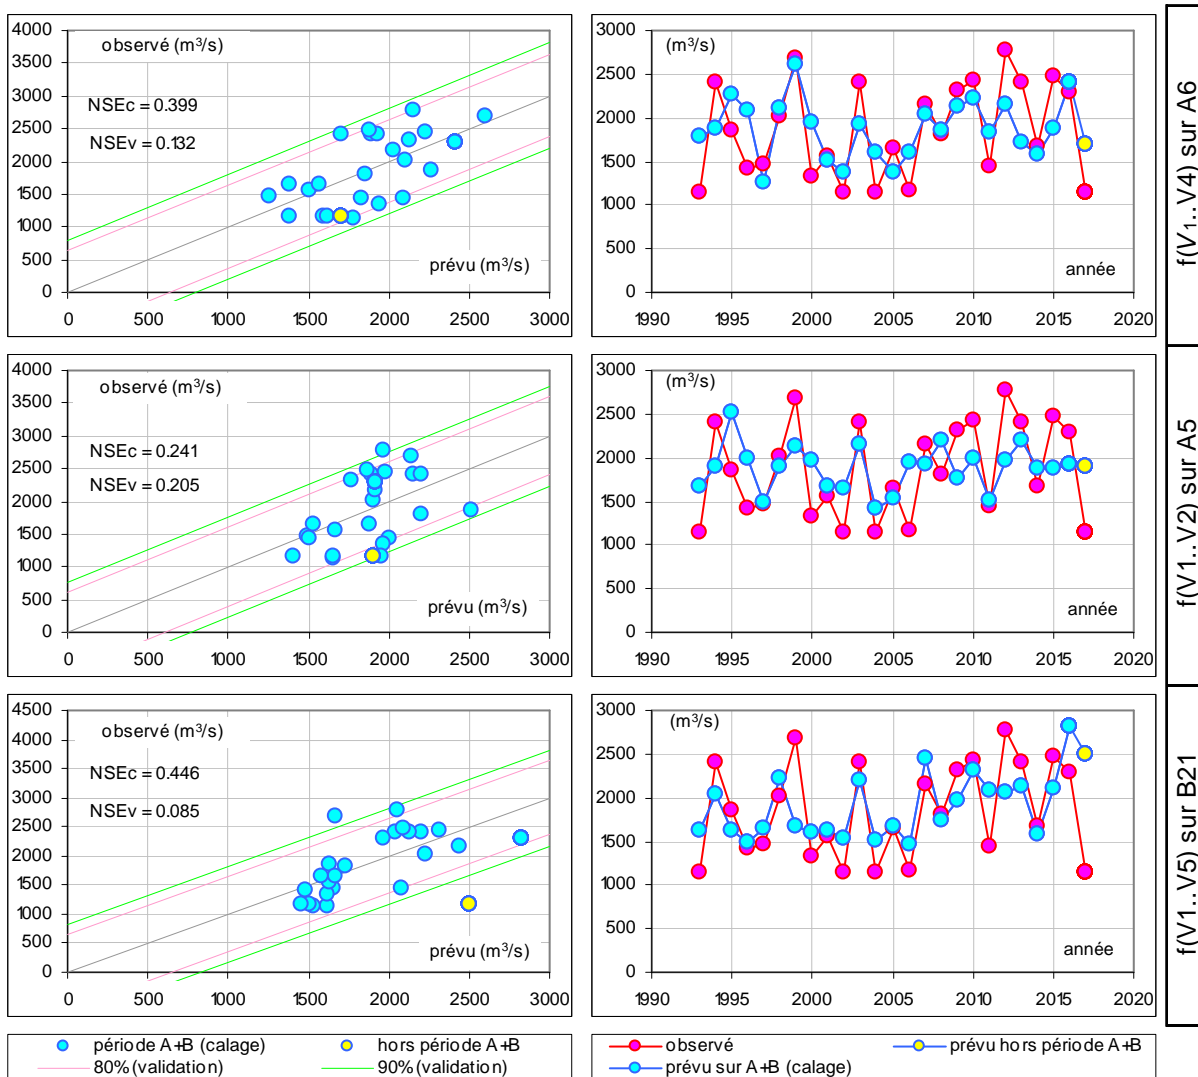 observé (m³/s)
NSEc = 0.399
NSEv = 0.132
prévu (m³/s)
4000
3500
3000
2500
2000
1500
1000
500
0
0 500 1000 1500 2000 2500 3000
(m³/s)
année
3000
2500
2000
1500
1000
500
0
1990 1995 2000 2005 2010 2015 2020
f(V1..V4) sur A6
observé (m³/s)
NSEc = 0.241
NSEv = 0.205
prévu (m³/s)
4000
3500
3000
2500
2000
1500
1000
500
0
0 500 1000 1500 2000 2500 3000
(m³/s)
année
3000
2500
2000
1500
1000
500
0
1990 1995 2000 2005 2010 2015 2020
f(V1..V2) sur A5
observé (m³/s)
NSEc = 0.446
NSEv = 0.085
prévu (m³/s)
4500
4000
3500
3000
2500
2000
1500
1000
500
0
0 500 1000 1500 2000 2500 3000
(m³/s)
année
3000
2500
2000
1500
1000
500
0
1990 1995 2000 2005 2010 2015 2020
f(V1..V5) sur B21
période A+B (calage) hors période A+B
80% (validation) 90% (validation)
observé prévu hors période A+B
prévu sur A+B (calage)